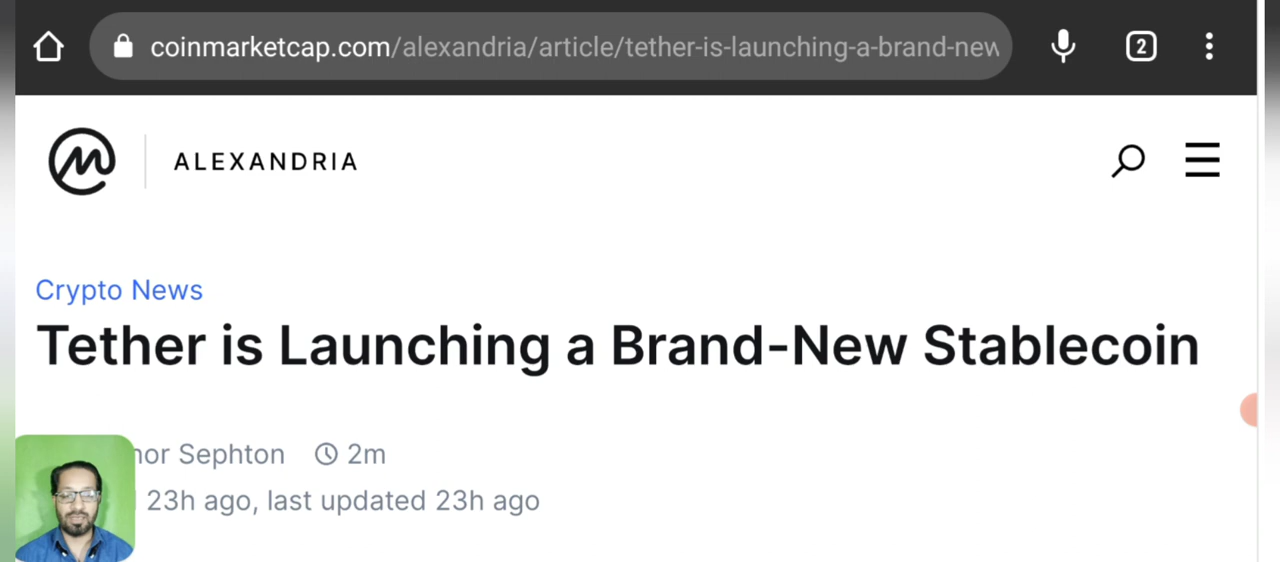 coinmarketcap.com/alexandria/article/tether-is-launching-a-brand-new
2
ALEXANDRIA
Crypto News
Tether is Launching a Brand-New Stablecoin
Sephton 2m
23h ago, last updated 23h ago